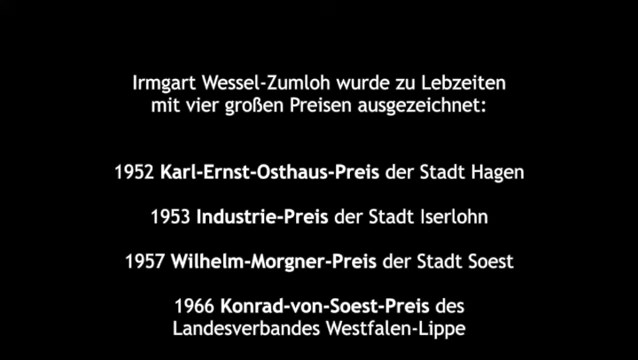 Irmgart Wessel-Zumloh wurde zu Lebzeiten
mit vier großen Preisen ausgezeichnet:
1952 Karl-Ernst-Osthaus-Preis der Stadt Hagen
1953 Industrie-Preis der Stadt Iserlohn
1957 Wilhelm-Morgner-Preis der Stadt Soest
1966 Konrad-von-Soest-Preis des
Landesverbandes Westfalen-Lippe